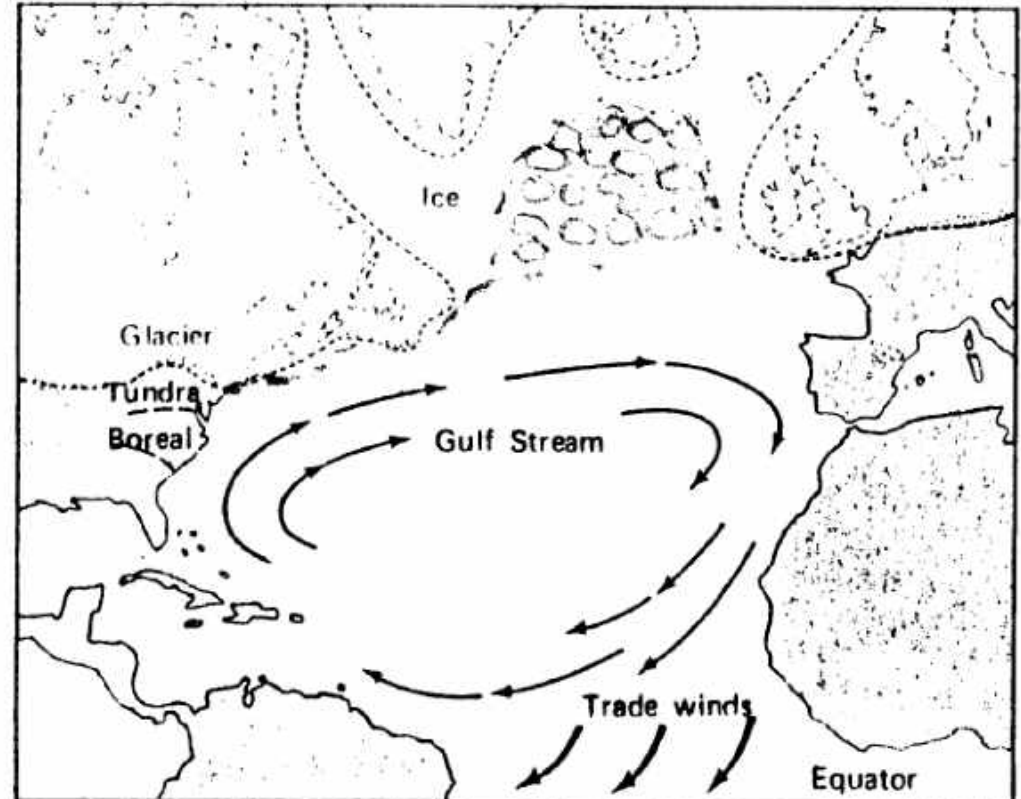 Ice
Glacier
Tundra
Boreal
Gulf Stream
Trade winds
Equator